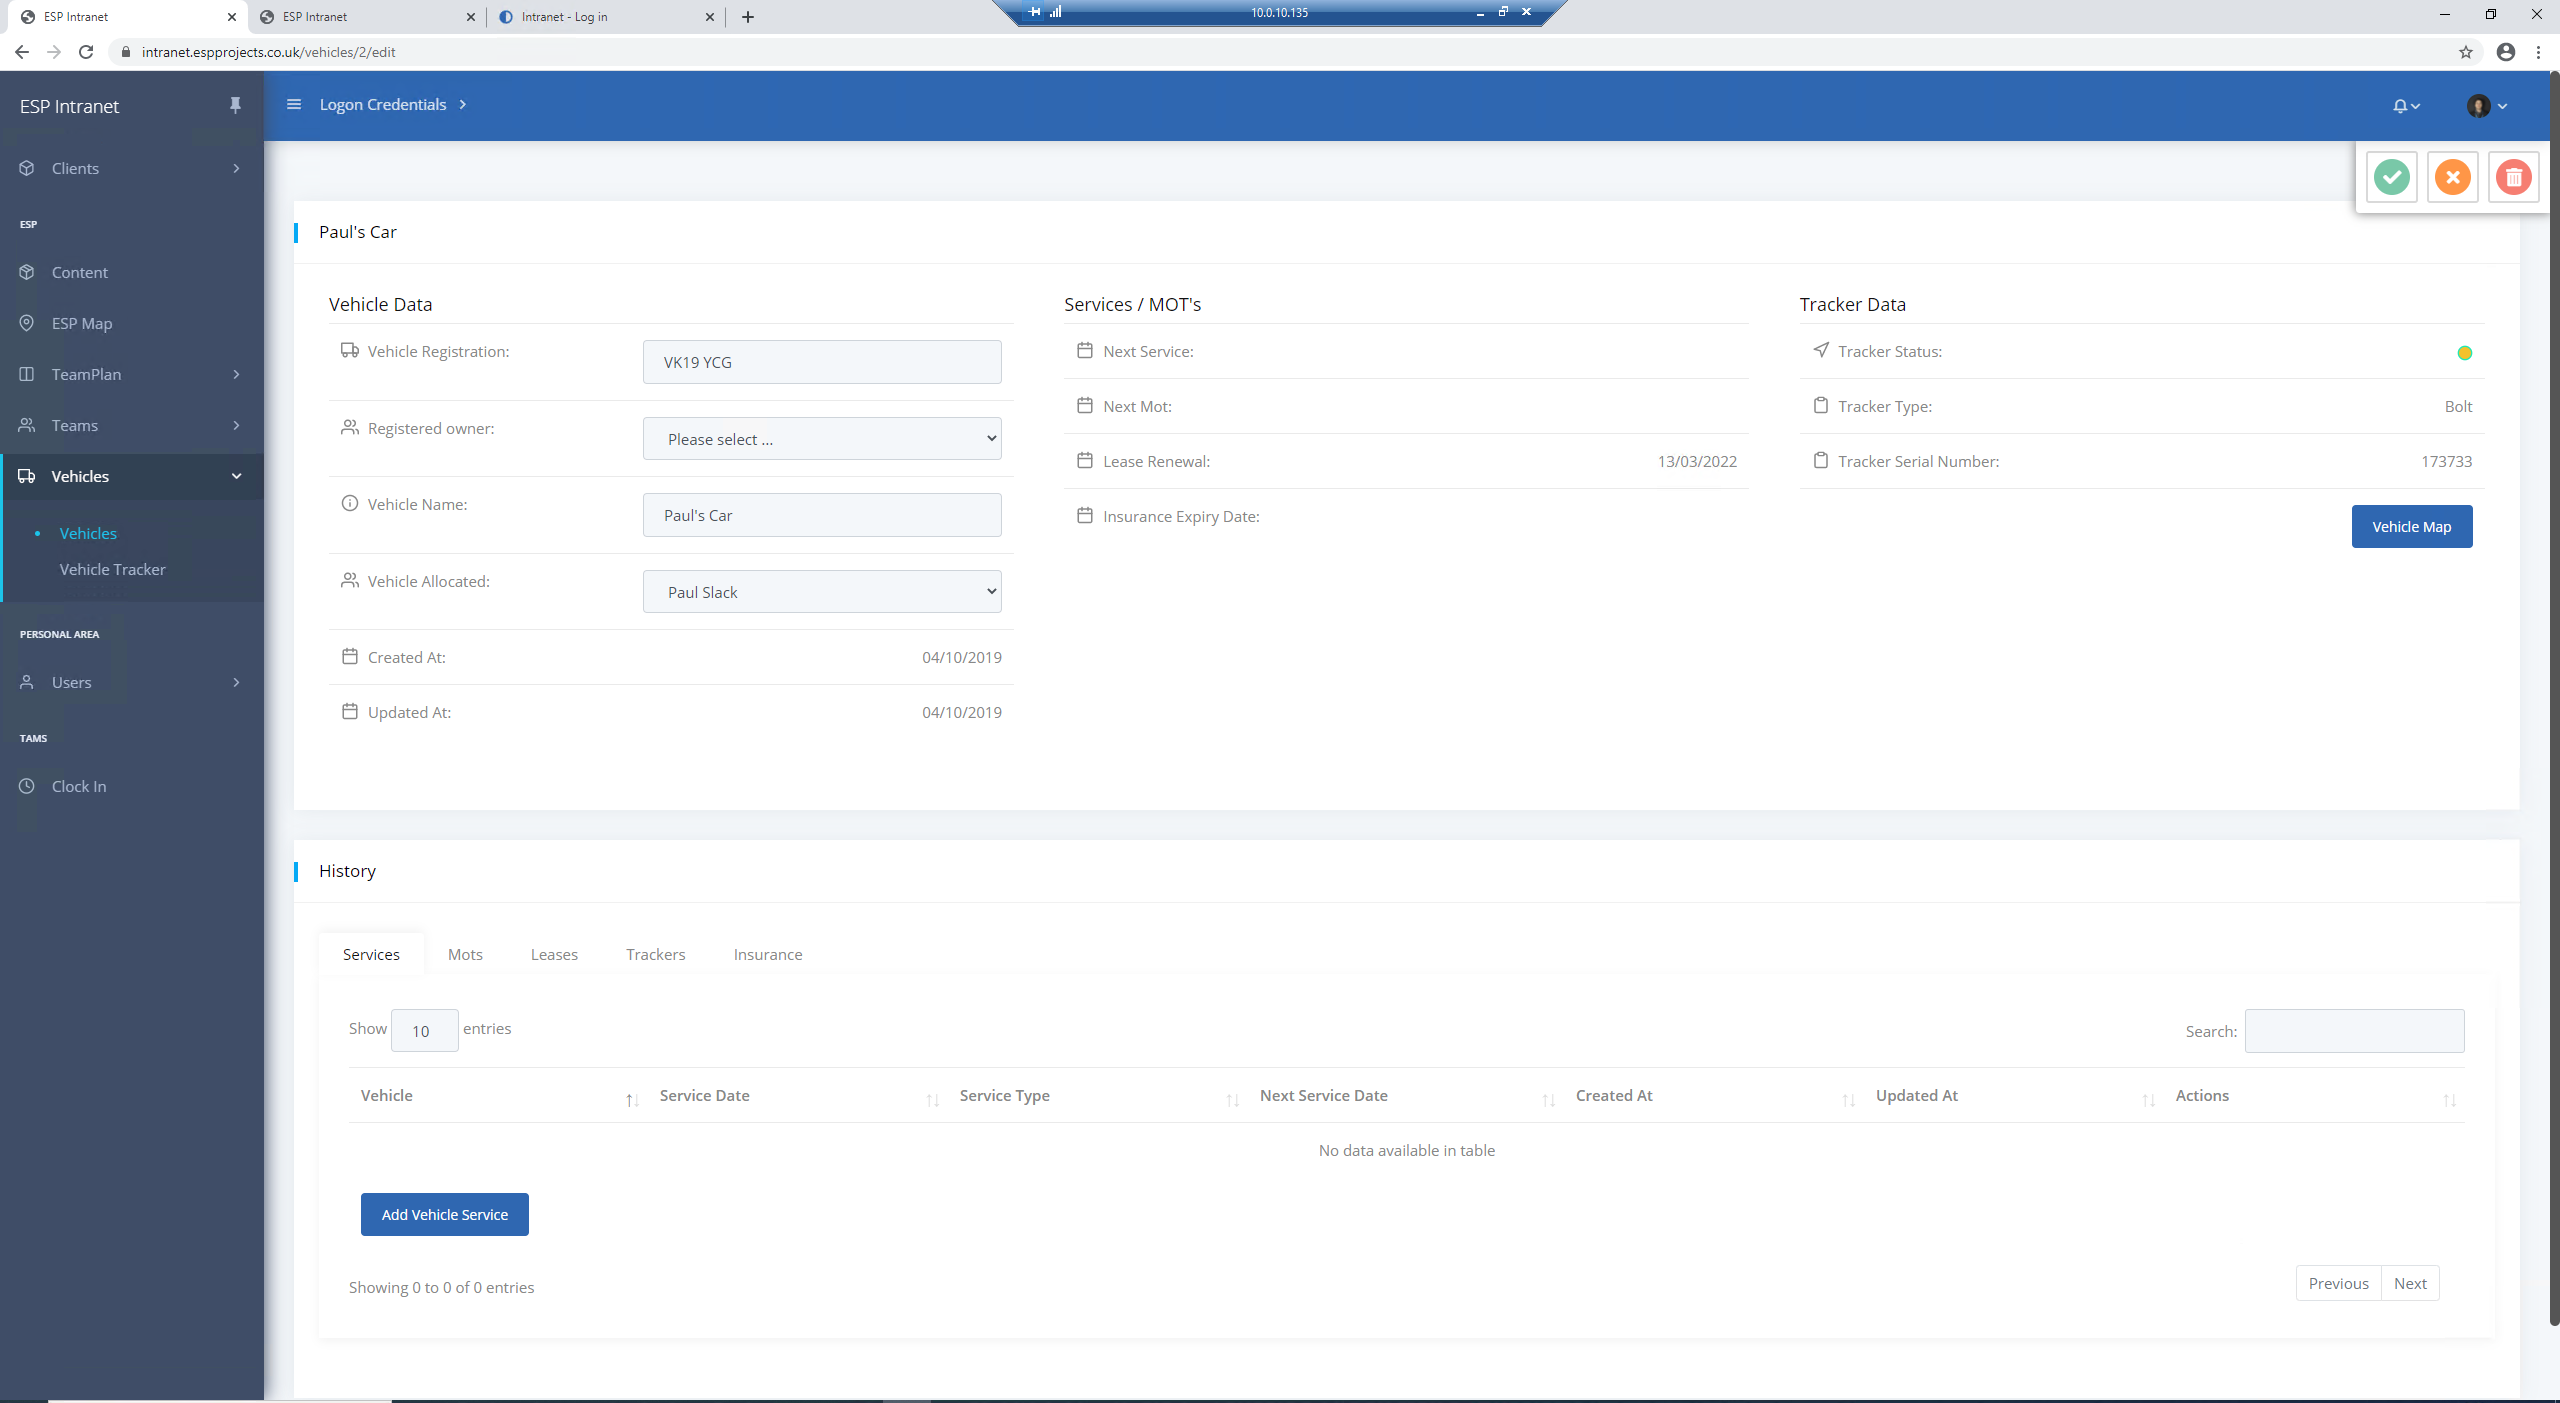 ESP Intranet
ESP Intranet
Intranet - Log in
10.0.10.135
intranet.espprojects.co.uk/vehicles/2/edit
ESP Intranet
Logon Credentials
Clients
ESP
Content
ESP Map
TeamPlan
Teams
Vehicles
Vehicles
Vehicle Tracker
PERSONAL AREA
Users
TAMS
Clock In
Paul's Car
Vehicle Data
Vehicle Registration: VK19 YCG
Registered owner: Please select ...
Vehicle Name: Paul's Car
Vehicle Allocated: Paul Slack
Created At: 04/10/2019
Updated At: 04/10/2019
Services / MOT's
Next Service:
Next Mot:
Lease Renewal: 13/03/2022
Insurance Expiry Date:
Tracker Data
Tracker Status:
Tracker Type: Bolt
Tracker Serial Number: 173733
Vehicle Map
History
Services Mots Leases Trackers Insurance
Show 10 entries Search:
Vehicle Service Date Service Type Next Service Date Created At Updated At Actions
No data available in table
Add Vehicle Service
Showing 0 to 0 of 0 entries
Previous Next